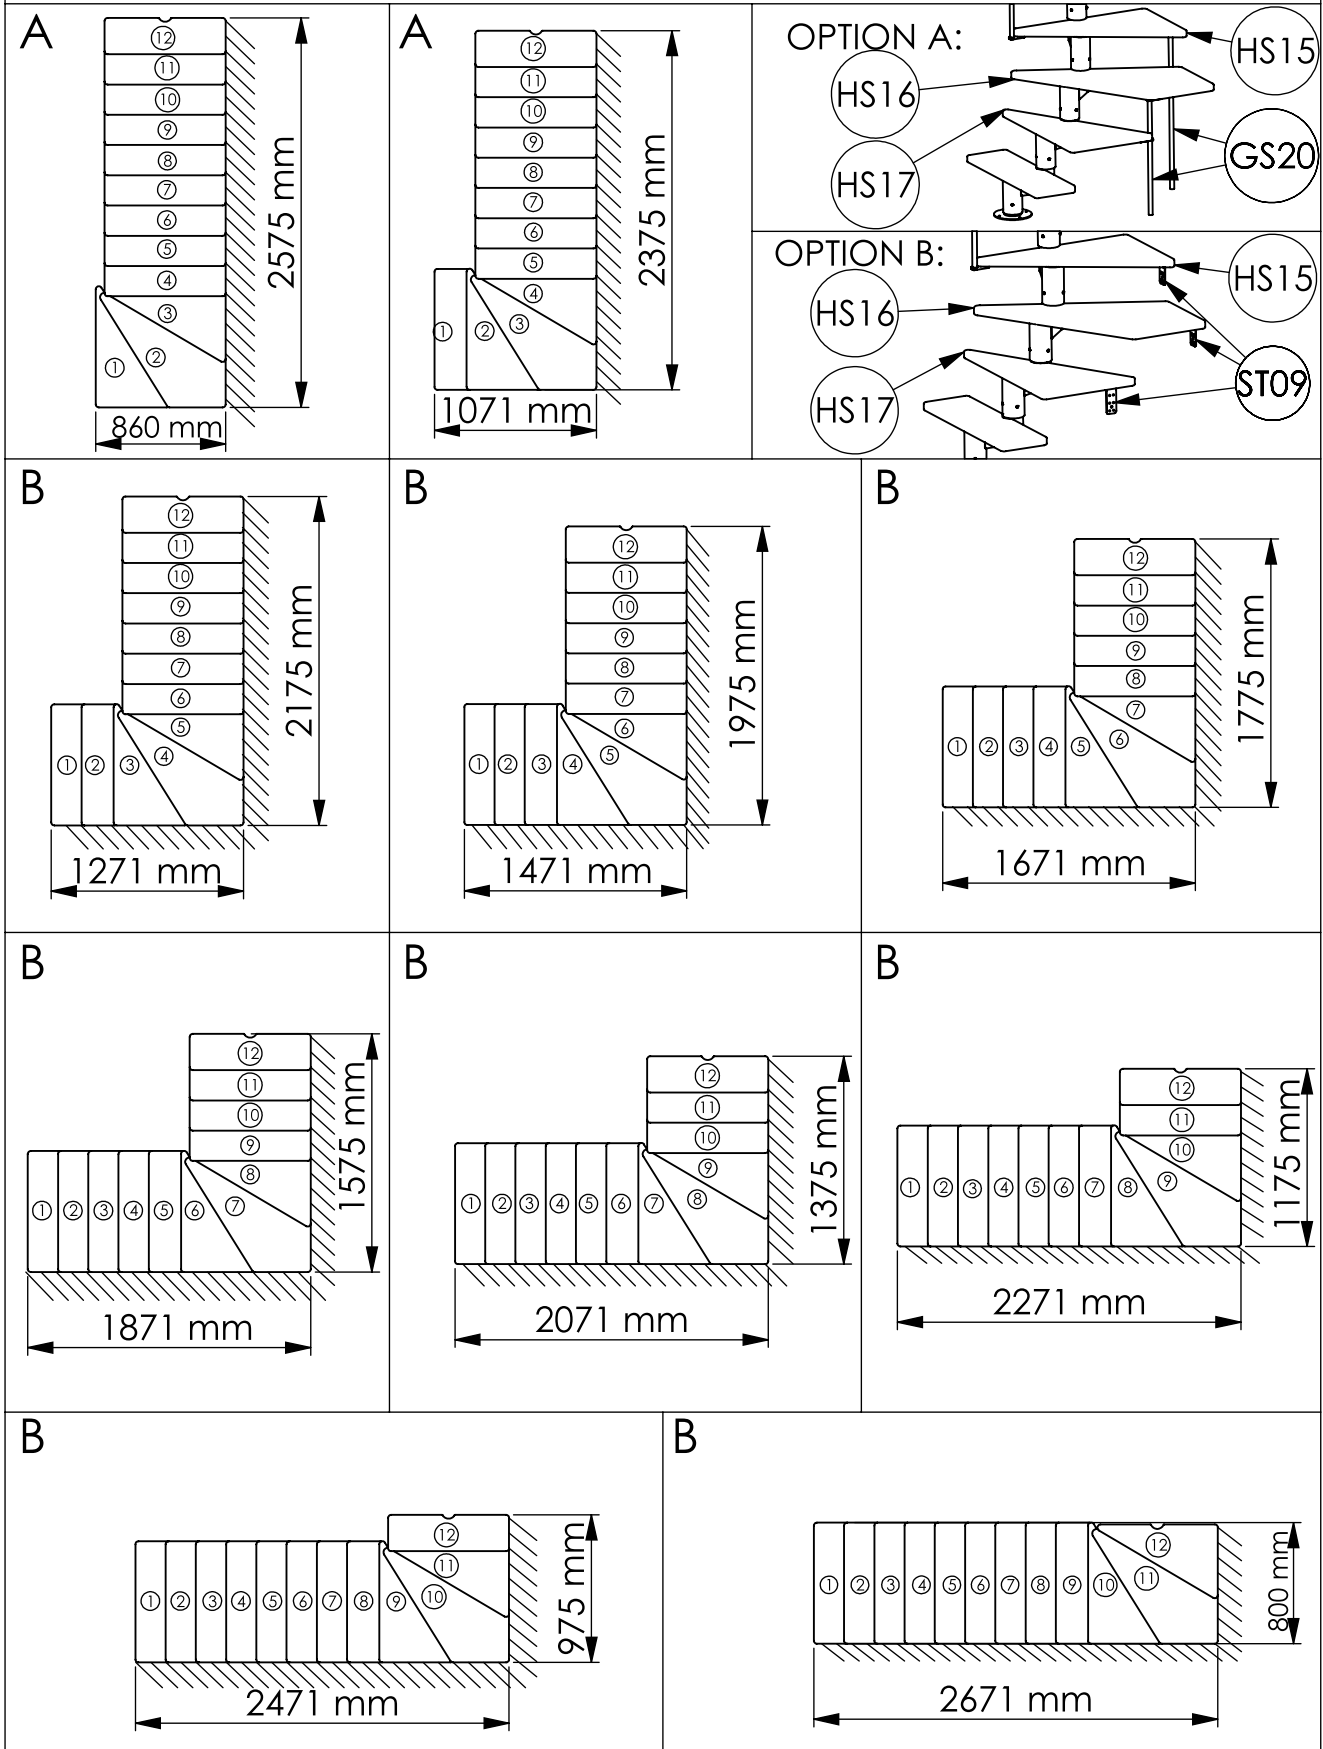 A
12
11
10
9
8
7
6
5
4
3
2
1
2575 mm
860 mm
A
12
11
10
9
8
7
6
5
4
3
2
1
2375 mm
1071 mm
OPTION A:
HS15
HS16
GS20
HS17
OPTION B:
HS15
HS16
ST09
HS17
B
12
11
10
9
8
7
6
5
4
1 2 3
2175 mm
1271 mm
B
12
11
10
9
8
7
6
5
1 2 3 4
1975 mm
1471 mm
B
12
11
10
9
8
7
6
1 2 3 4 5
1775 mm
1671 mm
B
12
11
10
9
8
7
1 2 3 4 5 6
1575 mm
1871 mm
B
12
11
10
9
8
1 2 3 4 5 6 7
1375 mm
2071 mm
B
12
11
10
9
1 2 3 4 5 6 7 8
1175 mm
2271 mm
B
12
11
10
1 2 3 4 5 6 7 8 9
975 mm
2471 mm
B
12
11
1 2 3 4 5 6 7 8 9 10
800 mm
2671 mm